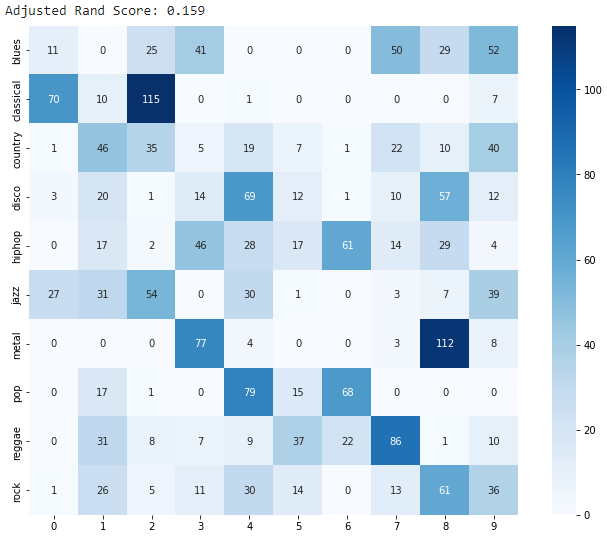 Adjusted Rand Score: 0.159
blues 11 0 25 41 0 0 0 50 29 52
classical 70 10 115 0 1 0 0 0 0 7
country 1 46 35 5 19 7 1 22 10 40
disco 3 20 1 14 69 12 1 10 57 12
hiphop 0 17 2 46 28 17 61 14 29 4
jazz 27 31 54 0 30 1 0 3 7 39
metal 0 0 0 77 4 0 0 3 112 8
pop 0 17 1 0 79 15 68 0 0 0
reggae 0 31 8 7 9 37 22 86 1 10
rock 1 26 5 11 30 14 0 13 61 36
0 1 2 3 4 5 6 7 8 9
100
80
60
40
20
0